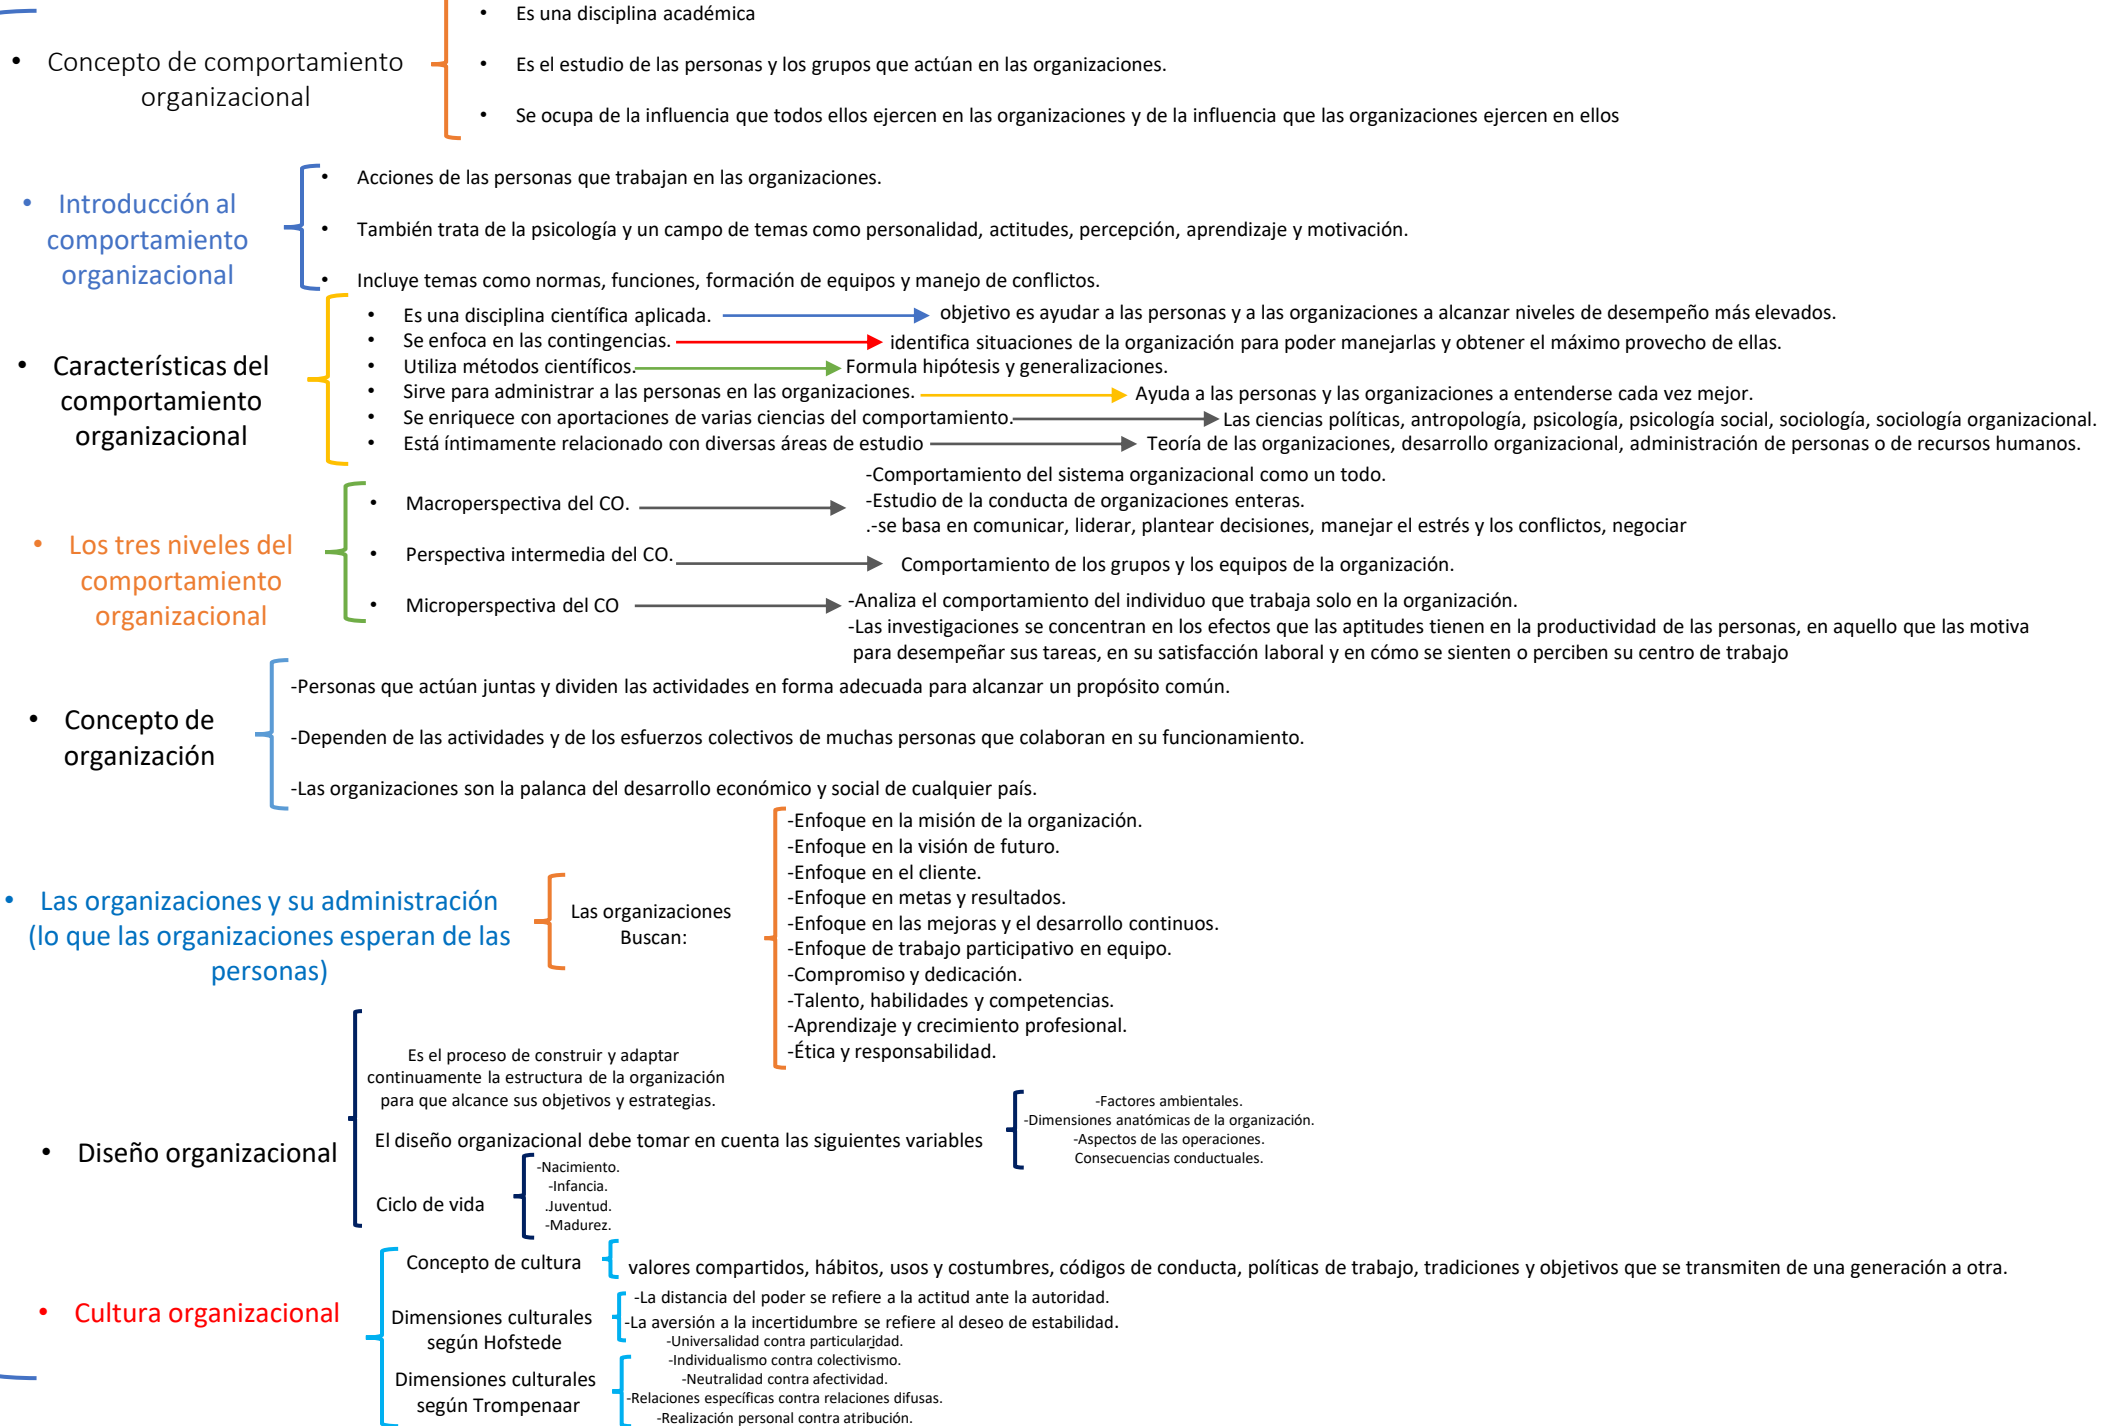 • Concepto de comportamiento
organizacional
• Es una disciplina académica
• Es el estudio de las personas y los grupos que actúan en las organizaciones.
• Se ocupa de la influencia que todos ellos ejercen en las organizaciones y de la influencia que las organizaciones ejercen en ellos
• Introducción al
comportamiento
organizacional
• Acciones de las personas que trabajan en las organizaciones.
• También trata de la psicología y un campo de temas como personalidad, actitudes, percepción, aprendizaje y motivación.
• Incluye temas como normas, funciones, formación de equipos y manejo de conflictos.
• Características del
comportamiento
organizacional
• Es una disciplina científica aplicada. objetivo es ayudar a las personas y a las organizaciones a alcanzar niveles de desempeño más elevados.
• Se enfoca en las contingencias. identifica situaciones de la organización para poder manejarlas y obtener el máximo provecho de ellas.
• Utiliza métodos científicos. Formula hipótesis y generalizaciones.
• Sirve para administrar a las personas en las organizaciones. Ayuda a las personas y las organizaciones a entenderse cada vez mejor.
• Se enriquece con aportaciones de varias ciencias del comportamiento. Las ciencias políticas, antropología, psicología, psicología social, sociología, sociología organizacional.
• Está íntimamente relacionado con diversas áreas de estudio Teoría de las organizaciones, desarrollo organizacional, administración de personas o de recursos humanos.
• Los tres niveles del
comportamiento
organizacional
• Macroperspectiva del CO.
-Comportamiento del sistema organizacional como un todo.
-Estudio de la conducta de organizaciones enteras.
.-se basa en comunicar, liderar, plantear decisiones, manejar el estrés y los conflictos, negociar
• Perspectiva intermedia del CO. Comportamiento de los grupos y los equipos de la organización.
• Microperspectiva del CO -Analiza el comportamiento del individuo que trabaja solo en la organización.
-Las investigaciones se concentran en los efectos que las aptitudes tienen en la productividad de las personas, en aquello que las motiva
para desempeñar sus tareas, en su satisfacción laboral y en cómo se sienten o perciben su centro de trabajo
• Concepto de
organización
-Personas que actúan juntas y dividen las actividades en forma adecuada para alcanzar un propósito común.
-Dependen de las actividades y de los esfuerzos colectivos de muchas personas que colaboran en su funcionamiento.
-Las organizaciones son la palanca del desarrollo económico y social de cualquier país.
• Las organizaciones y su administración
(lo que las organizaciones esperan de las
personas)
Las organizaciones
Buscan:
-Enfoque en la misión de la organización.
-Enfoque en la visión de futuro.
-Enfoque en el cliente.
-Enfoque en metas y resultados.
-Enfoque en las mejoras y el desarrollo continuos.
-Enfoque de trabajo participativo en equipo.
-Compromiso y dedicación.
-Talento, habilidades y competencias.
-Aprendizaje y crecimiento profesional.
-Ética y responsabilidad.
• Diseño organizacional
Es el proceso de construir y adaptar
continuamente la estructura de la organización
para que alcance sus objetivos y estrategias.
El diseño organizacional debe tomar en cuenta las siguientes variables
-Factores ambientales.
-Dimensiones anatómicas de la organización.
-Aspectos de las operaciones.
Consecuencias conductuales.
Ciclo de vida
-Nacimiento.
-Infancia.
.Juventud.
-Madurez.
• Cultura organizacional
Concepto de cultura
valores compartidos, hábitos, usos y costumbres, códigos de conducta, políticas de trabajo, tradiciones y objetivos que se transmiten de una generación a otra.
Dimensiones culturales
según Hofstede
-La distancia del poder se refiere a la actitud ante la autoridad.
-La aversión a la incertidumbre se refiere al deseo de estabilidad.
Dimensiones culturales
según Trompenaar
-Universalidad contra particularidad.
-Individualismo contra colectivismo.
-Neutralidad contra afectividad.
-Relaciones específicas contra relaciones difusas.
-Realización personal contra atribución.